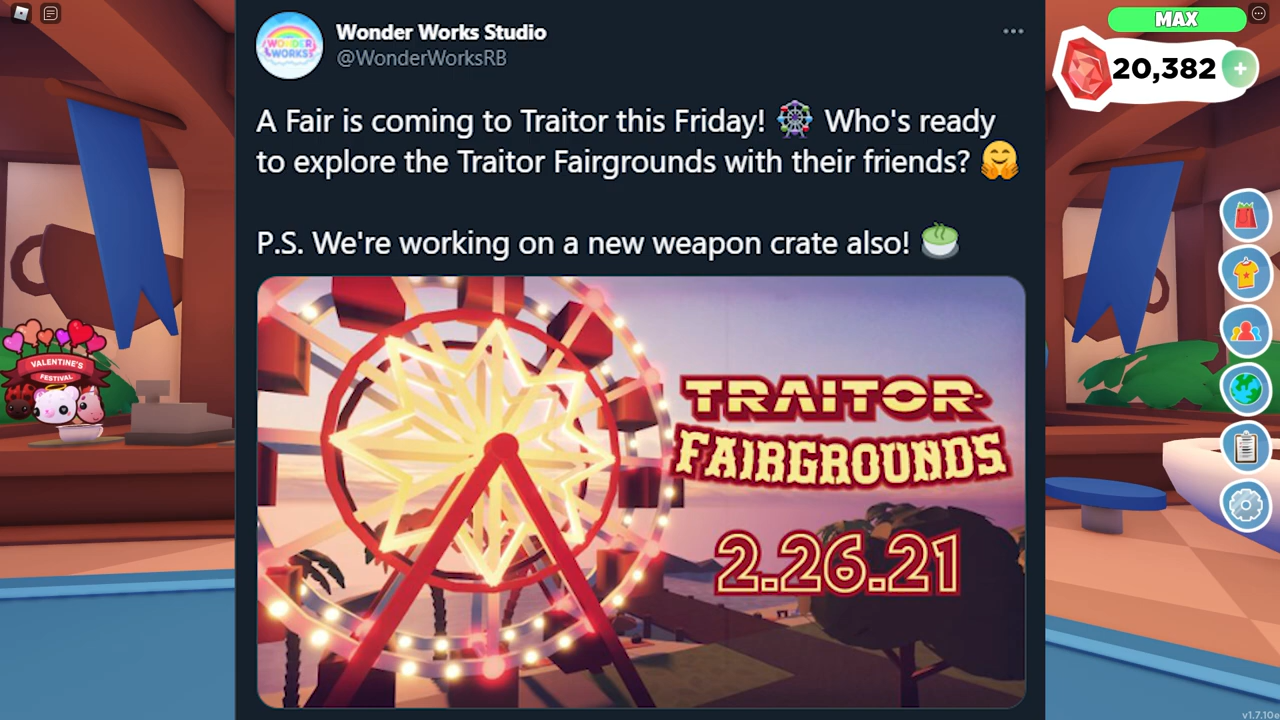 Wonder Works Studio
@WonderWorksRB
MAX
20,382
A Fair is coming to Traitor this Friday! 🎡 Who's ready
to explore the Traitor Fairgrounds with their friends? 🤗
P.S. We're working on a new weapon crate also! 🍵
WONDER
WORKS
VALENTINE'S
FESTIVAL
TRAITOR
FAIRGROUNDS
2.26.21